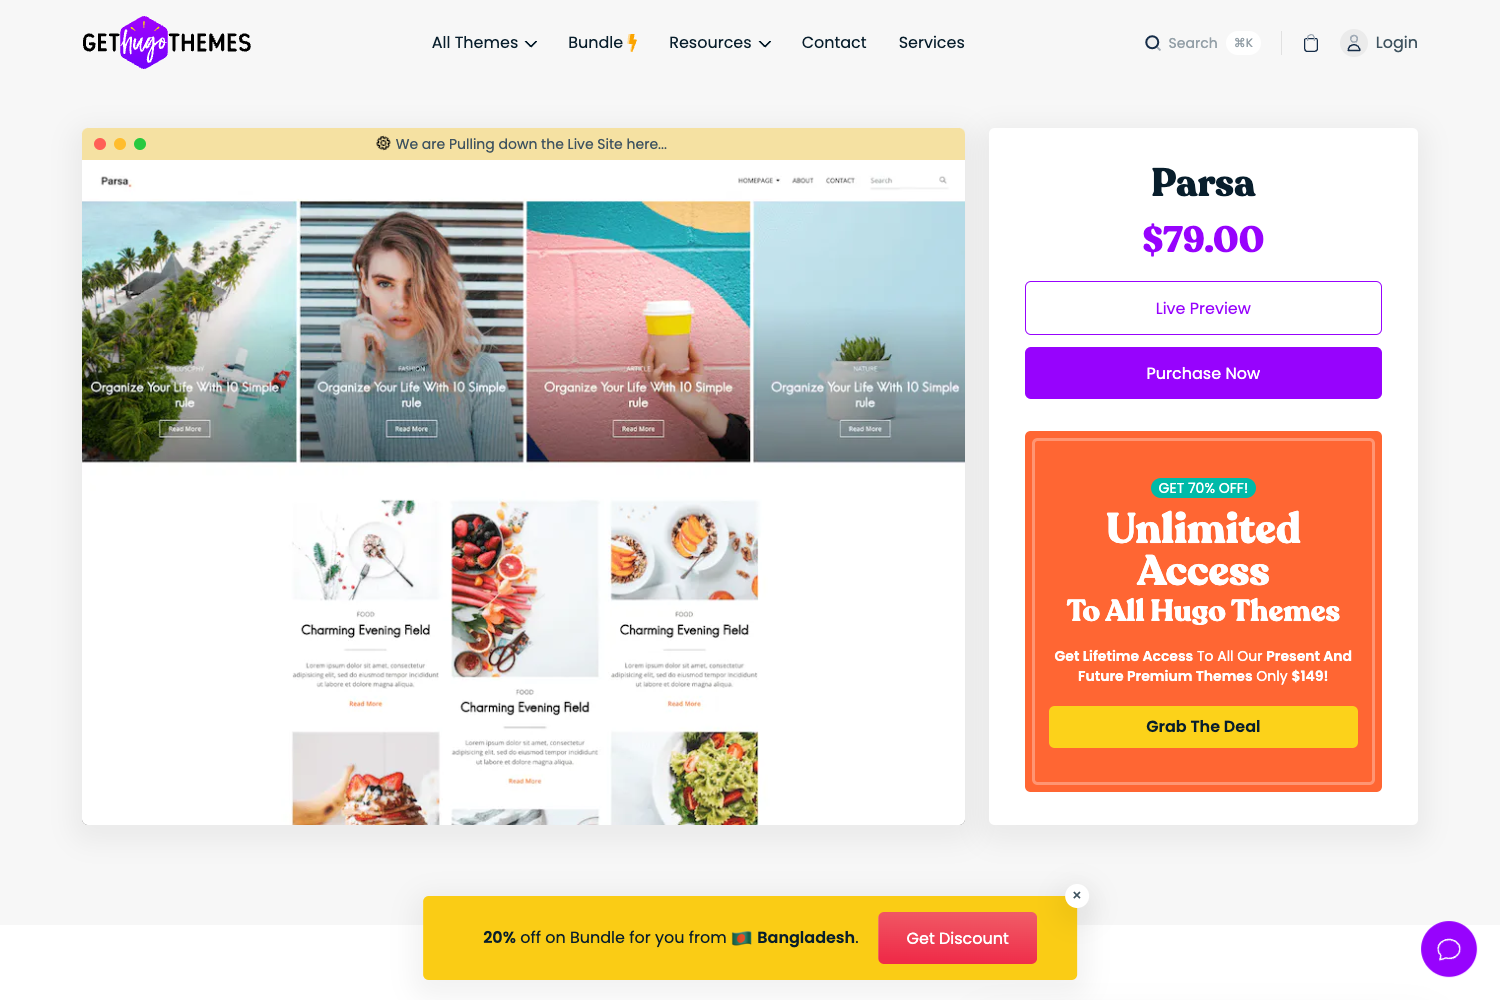 GET hugo THEMES
All Themes
Bundle
Resources
Contact
Services
Search
⌘K
Login
We are Pulling down the Live Site here...
Parsa.
HOMEPAGE
ABOUT
CONTACT
Search
Organize Your Life With 10 Simple
rule
Read More
FASHION
Organize Your Life With 10 Simple
rule
Read More
ARTICLE
Organize Your Life With 10 Simple
rule
Read More
NATURE
Organize Your Life With 10 Simple
rule
Read More
FOOD
Charming Evening Field
Lorem ipsum dolor sit amet, consectetur
adipiscing elit, sed do eiusmod tempor incididunt
ut labore et dolore magna aliqua.
Read More
FOOD
Charming Evening Field
Lorem ipsum dolor sit amet, consectetur
adipiscing elit, sed do eiusmod tempor incididunt
ut labore et dolore magna aliqua.
Read More
FOOD
Charming Evening Field
Lorem ipsum dolor sit amet, consectetur
adipiscing elit, sed do eiusmod tempor incididunt
ut labore et dolore magna aliqua.
Read More
Parsa
$79.00
Live Preview
Purchase Now
GET 70% OFF!
Unlimited
Access
To All Hugo Themes
Get Lifetime Access To All Our Present And
Future Premium Themes Only $149!
Grab The Deal
20% off on Bundle for you from 🇧🇩 Bangladesh.
Get Discount